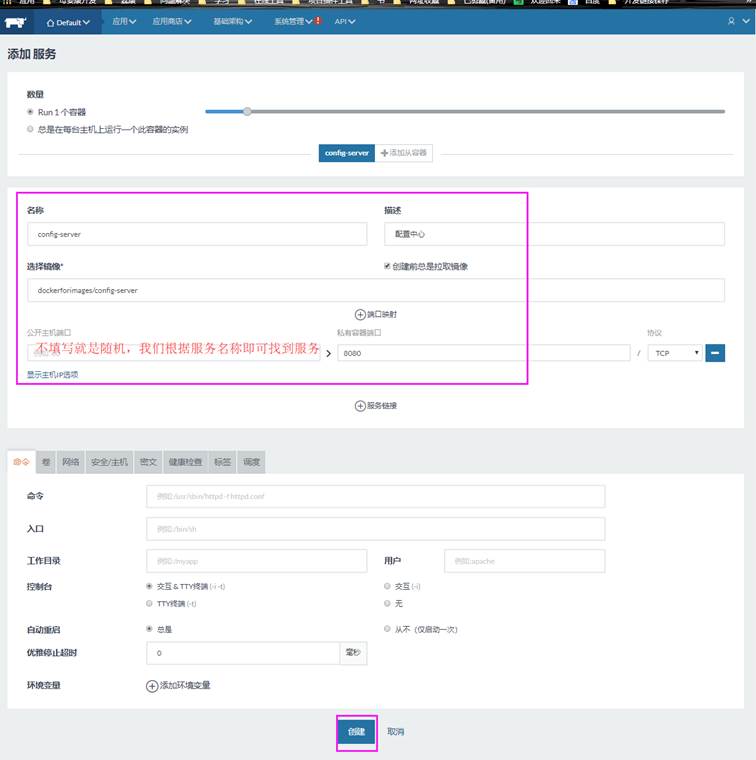 Default 应用 应用商店 基础架构 系统管理 ! API
添加 服务
数量
Run 1 个容器
总是在每台主机上运行一个此容器的实例
config-server 添加从容器
名称 描述
config-server 配置中心
选择镜像* 创建前总是拉取镜像
dockerforimages/config-server
端口映射
公开主机端口 私有容器端口 协议
不填写就是随机，我们根据服务名称即可找到服务 8080 / TCP
显示主机IP选项
服务链接
命令 卷 网络 安全/主机 密文 健康检查 标签 调度
命令 例如:/usr/sbin/httpd -f httpd.conf
入口 例如:/bin/sh
工作目录 例如:/myapp 用户 例如:apache
控制台 交互 & TTY终端 (-i -t) 交互 (-i)
TTY终端 (-t) 无
自动重启 总是 从不（仅启动一次）
优雅停止超时 0 毫秒
环境变量 添加环境变量
创建 取消